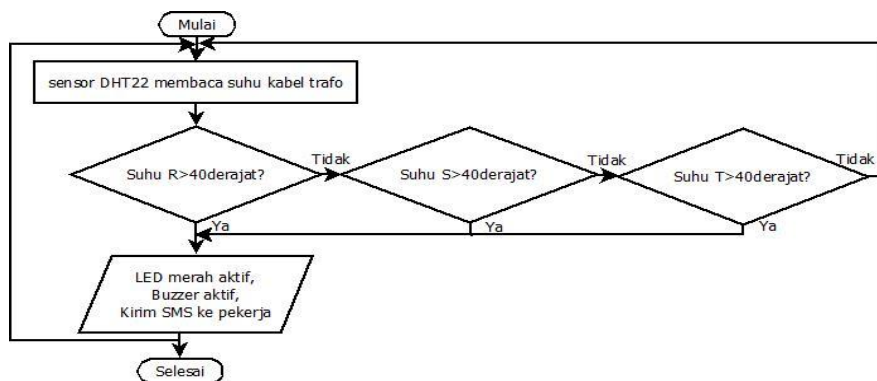 Mulai
sensor DHT22 membaca suhu kabel trafo
Suhu R>40derajat?
Tidak
Suhu S>40derajat?
Tidak
Suhu T>40derajat?
Tidak
Ya
Ya
Ya
LED merah aktif,
Buzzer aktif,
Kirim SMS ke pekerja
Selesai